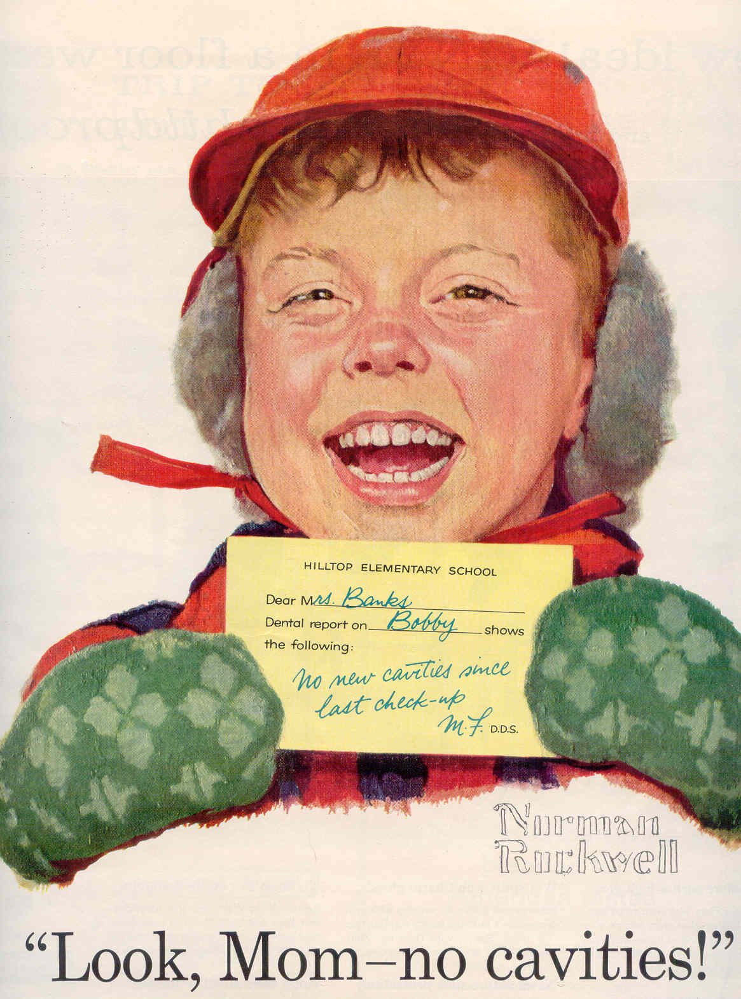 HILLTOP ELEMENTARY SCHOOL
Dear Mrs. Banks
Dental report on Bobby shows
the following:
No new cavities since
last check-up
M.F. D.D.S.
Norman
Rockwell
“Look, Mom—no cavities!”